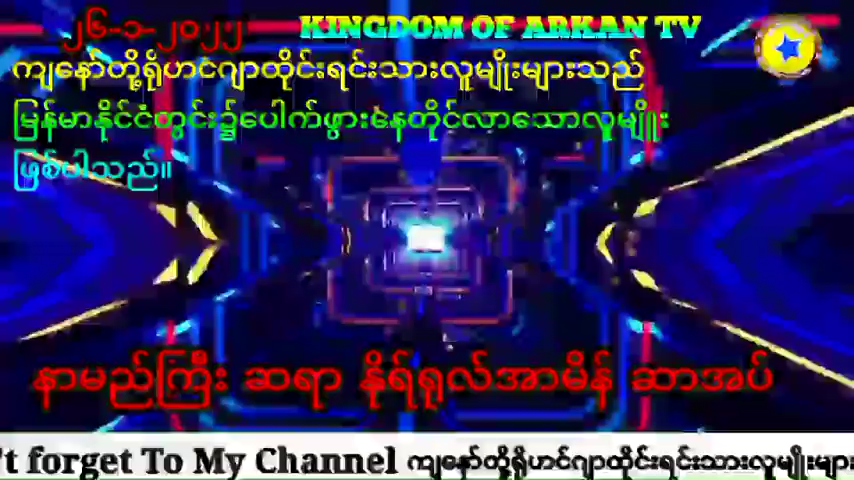 ၂၆-၁-၂၀၂၅
KINGDOM OF ARKAN TV
ကျနော်တို့ရိုဟင်ဂျာထိုင်းရင်းသားလူမျိုးများသည်
မြန်မာနိုင်ငံတွင်း၌ပေါက်ဖွားနေတိုင်လာသောလူမျိူး
ဖြစ်ပါသည်။
နာမည်ကြီး ဆရာ နိုရ်ရုလ်အာမိန် ဆာအပ်
't forget To My Channel ကျနော်တို့ရိုဟင်ဂျာထိုင်းရင်းသားလူမျိုးများ